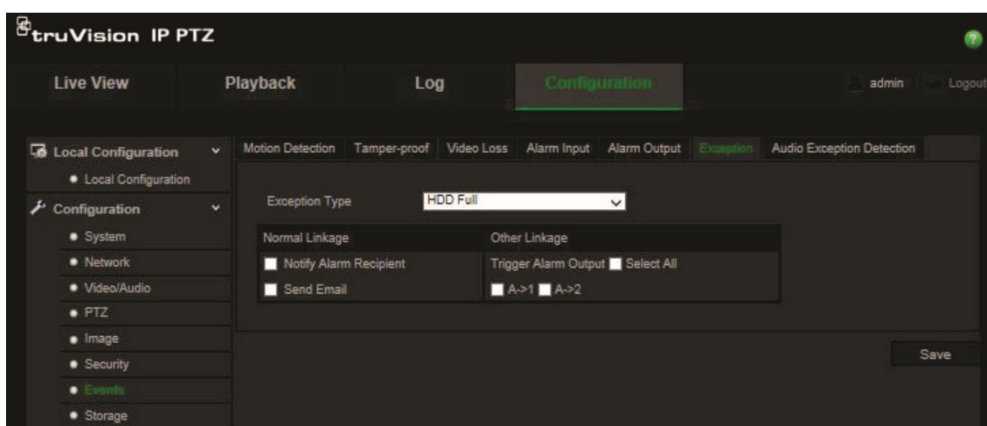 truVision IP PTZ
?
Live View Playback Log Configuration admin Logout
Local Configuration
Local Configuration
Configuration
System
Network
Video/Audio
PTZ
Image
Security
Events
Storage
Motion Detection Tamper-proof Video Loss Alarm Input Alarm Output Exception Audio Exception Detection
Exception Type HDD Full
Normal Linkage Other Linkage
Notify Alarm Recipient Trigger Alarm Output Select All
Send Email A->1 A->2
Save